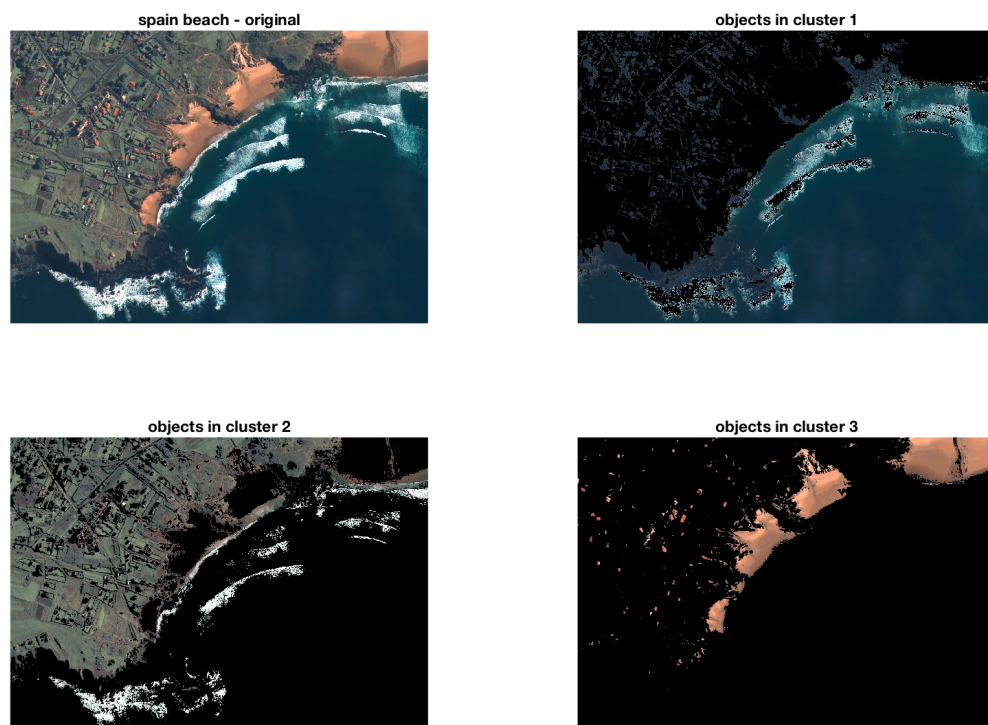 spain beach - original
objects in cluster 1
objects in cluster 2
objects in cluster 3